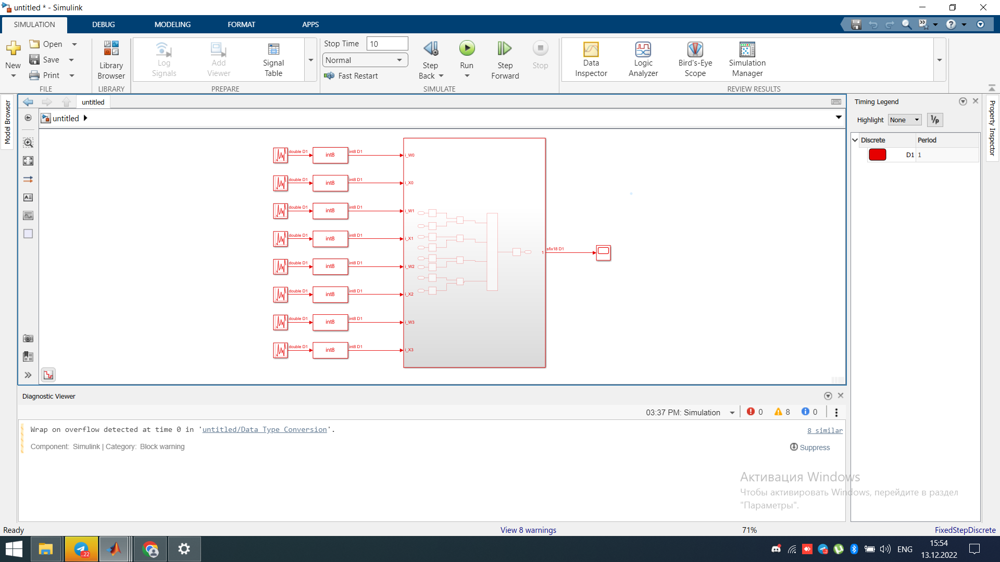 untitled * - Simulink
SIMULATION
DEBUG
MODELING
FORMAT
APPS
New
Open
Save
Print
FILE
Library
Browser
LIBRARY
Log
Signals
Add
Viewer
Signal
Table
PREPARE
Stop Time
10
Normal
Fast Restart
Step
Back
Run
Step
Forward
Stop
SIMULATE
Data
Inspector
Logic
Analyzer
Bird's-Eye
Scope
Simulation
Manager
REVIEW RESULTS
Model Browser
untitled
untitled
double D1 int8 int8 D1 i_W0
double D1 int8 int8 D1 i_X0
double D1 int8 int8 D1 i_W1
double D1 int8 int8 D1 i_X1
1 sfix18 D1
double D1 int8 int8 D1 i_W2
double D1 int8 int8 D1 i_X2
double D1 int8 int8 D1 i_W3
double D1 int8 int8 D1 i_X3
Timing Legend
Highlight None 1/p
Discrete Period
D1 1
Property Inspector
Diagnostic Viewer
03:37 PM: Simulation 0 8 0
Wrap on overflow detected at time 0 in 'untitled/Data Type Conversion'.
8 similar
Component: Simulink | Category: Block warning
Suppress
Активация Windows
Чтобы активировать Windows, перейдите в раздел
"Параметры".
Ready
View 8 warnings
71%
FixedStepDiscrete
..22
2
ENG
15:54
13.12.2022